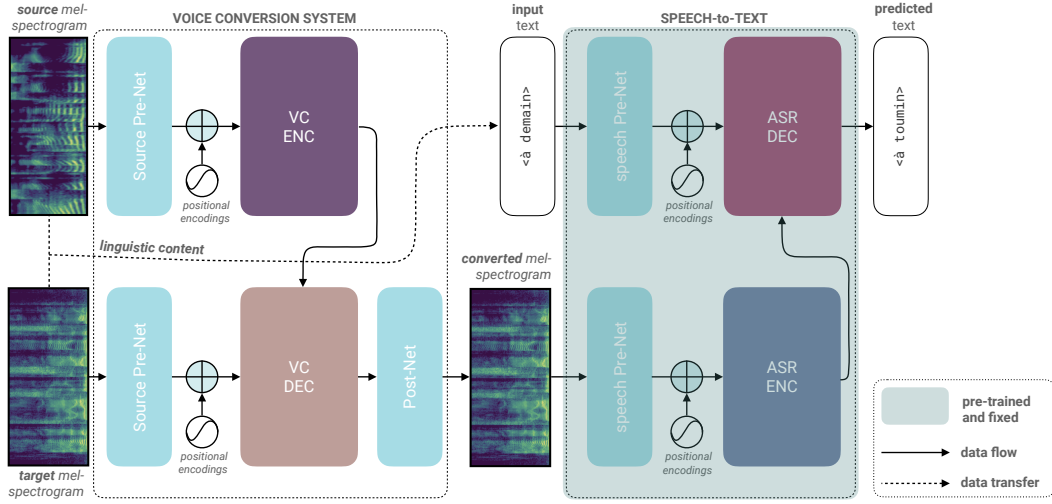 source mel-
spectrogram
VOICE CONVERSION SYSTEM
input
text
SPEECH-to-TEXT
predicted
text
Source Pre-Net
positional
encodings
VC
ENC
<à demain>
speech Pre-Net
positional
encodings
ASR
DEC
<à toumin>
linguistic content
converted mel-
spectrogram
target mel-
spectrogram
Source Pre-Net
positional
encodings
VC
DEC
Post-Net
speech Pre-Net
positional
encodings
ASR
ENC
pre-trained
and fixed
data flow
data transfer